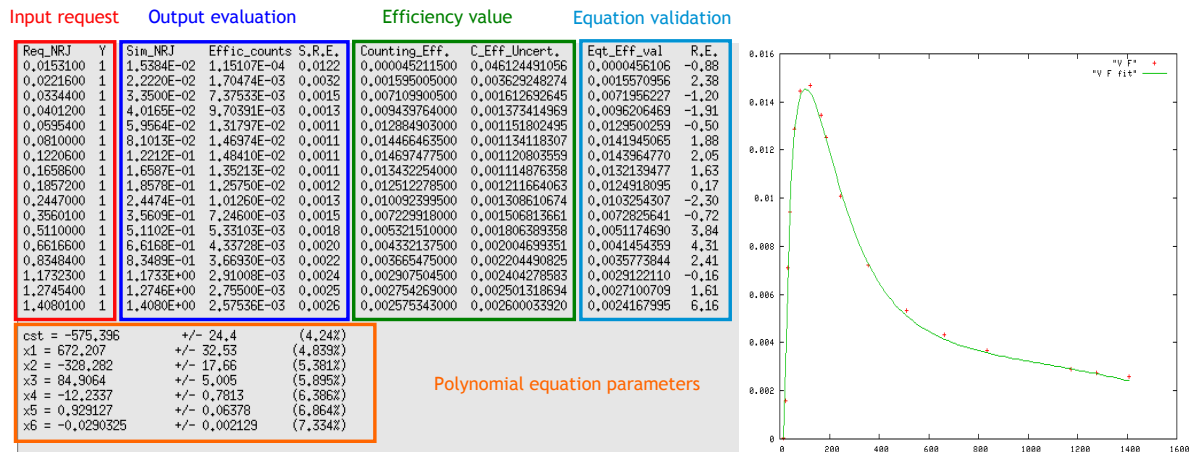 Input request Output evaluation Efficiency value Equation validation
Req_NRJ Y Sim_NRJ Effic_counts S.R.E. Counting_Eff. C_Eff_Uncert. Eqt_Eff_val R.E.
0.0153100 1 1.5384E-02 1.15107E-04 0.0122 0.000045211500 0.046124491056 0.0000456106 -0.88
0.0221600 1 2.2220E-02 1.70474E-03 0.0032 0.001595005000 0.003629248274 0.0015570956 2.38
0.0334400 1 3.3500E-02 7.37533E-03 0.0015 0.007109900500 0.001612692645 0.0071956227 -1.20
0.0401200 1 4.0165E-02 9.70391E-03 0.0013 0.009439764000 0.001373414969 0.0096206469 -1.91
0.0595400 1 5.9564E-02 1.31797E-02 0.0011 0.012884903000 0.001151802495 0.0129500259 -0.50
0.0810000 1 8.1013E-02 1.46974E-02 0.0011 0.014466463500 0.001134118307 0.0141945065 1.88
0.1220600 1 1.2212E-01 1.48410E-02 0.0011 0.014697477500 0.001120803559 0.0143964770 2.05
0.1658600 1 1.6587E-01 1.35213E-02 0.0011 0.013432254000 0.001114876358 0.0132139477 1.63
0.1857200 1 1.8578E-01 1.25750E-02 0.0012 0.012512278500 0.001211664063 0.0124918095 0.17
0.2447000 1 2.4474E-01 1.01260E-02 0.0013 0.010092399500 0.001308610674 0.0103254307 -2.30
0.3560100 1 3.5609E-01 7.24600E-03 0.0015 0.007229918000 0.001506813661 0.0072825641 -0.72
0.5110000 1 5.1102E-01 5.33103E-03 0.0018 0.005321510000 0.001806389358 0.0051174690 3.84
0.6616600 1 6.6168E-01 4.33728E-03 0.0020 0.004332137500 0.002004699351 0.0041454359 4.31
0.8348400 1 8.3489E-01 3.66930E-03 0.0022 0.003665475000 0.002204490825 0.0035773844 2.41
1.1732300 1 1.1733E+00 2.91008E-03 0.0024 0.002907504500 0.002404278583 0.0029122110 -0.16
1.2745400 1 1.2746E+00 2.75500E-03 0.0025 0.002754269000 0.002501318694 0.0027100709 1.61
1.4080100 1 1.4080E+00 2.57536E-03 0.0026 0.002575343000 0.002600033920 0.0024167995 6.16
cst = -575.396 +/- 24.4 (4.24%)
x1 = 672.207 +/- 32.53 (4.839%)
x2 = -328.282 +/- 17.66 (5.381%)
x3 = 84.9064 +/- 5.005 (5.895%)
x4 = -12.2337 +/- 0.7813 (6.386%)
x5 = 0.929127 +/- 0.06378 (6.864%)
x6 = -0.0290325 +/- 0.002129 (7.334%)
Polynomial equation parameters
"V F"
"V F fit"
0.016
0.014
0.012
0.01
0.008
0.006
0.004
0.002
0
0 200 400 600 800 1000 1200 1400 1600